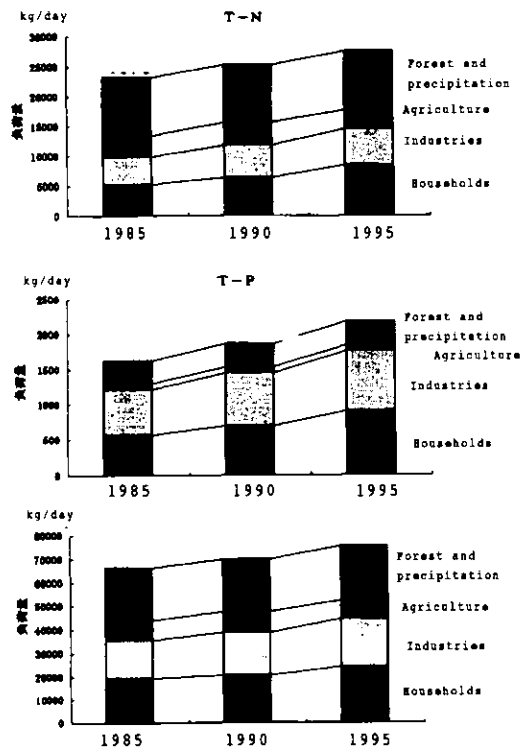 kg/day
T-N
30000
25000
20000
15000
10000
5000
0
負荷量
Forest and
precipitation
Agriculture
Industries
Households
1985
1990
1995
kg/day
T-P
2500
2000
1500
1000
500
0
負荷量
Forest and
precipitation
Agriculture
Industries
Households
1985
1990
1995
kg/day
80000
70000
60000
50000
40000
30000
20000
10000
0
負荷量
Forest and
precipitation
Agriculture
Industries
Households
1985
1990
1995